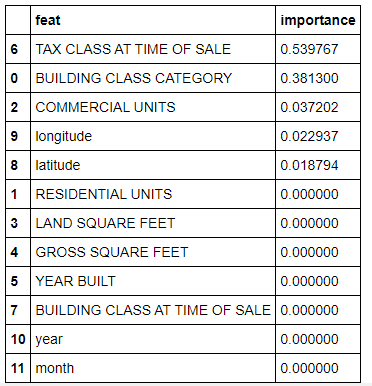 feat importance
6 TAX CLASS AT TIME OF SALE 0.539767
0 BUILDING CLASS CATEGORY 0.381300
2 COMMERCIAL UNITS 0.037202
9 longitude 0.022937
8 latitude 0.018794
1 RESIDENTIAL UNITS 0.000000
3 LAND SQUARE FEET 0.000000
4 GROSS SQUARE FEET 0.000000
5 YEAR BUILT 0.000000
7 BUILDING CLASS AT TIME OF SALE 0.000000
10 year 0.000000
11 month 0.000000